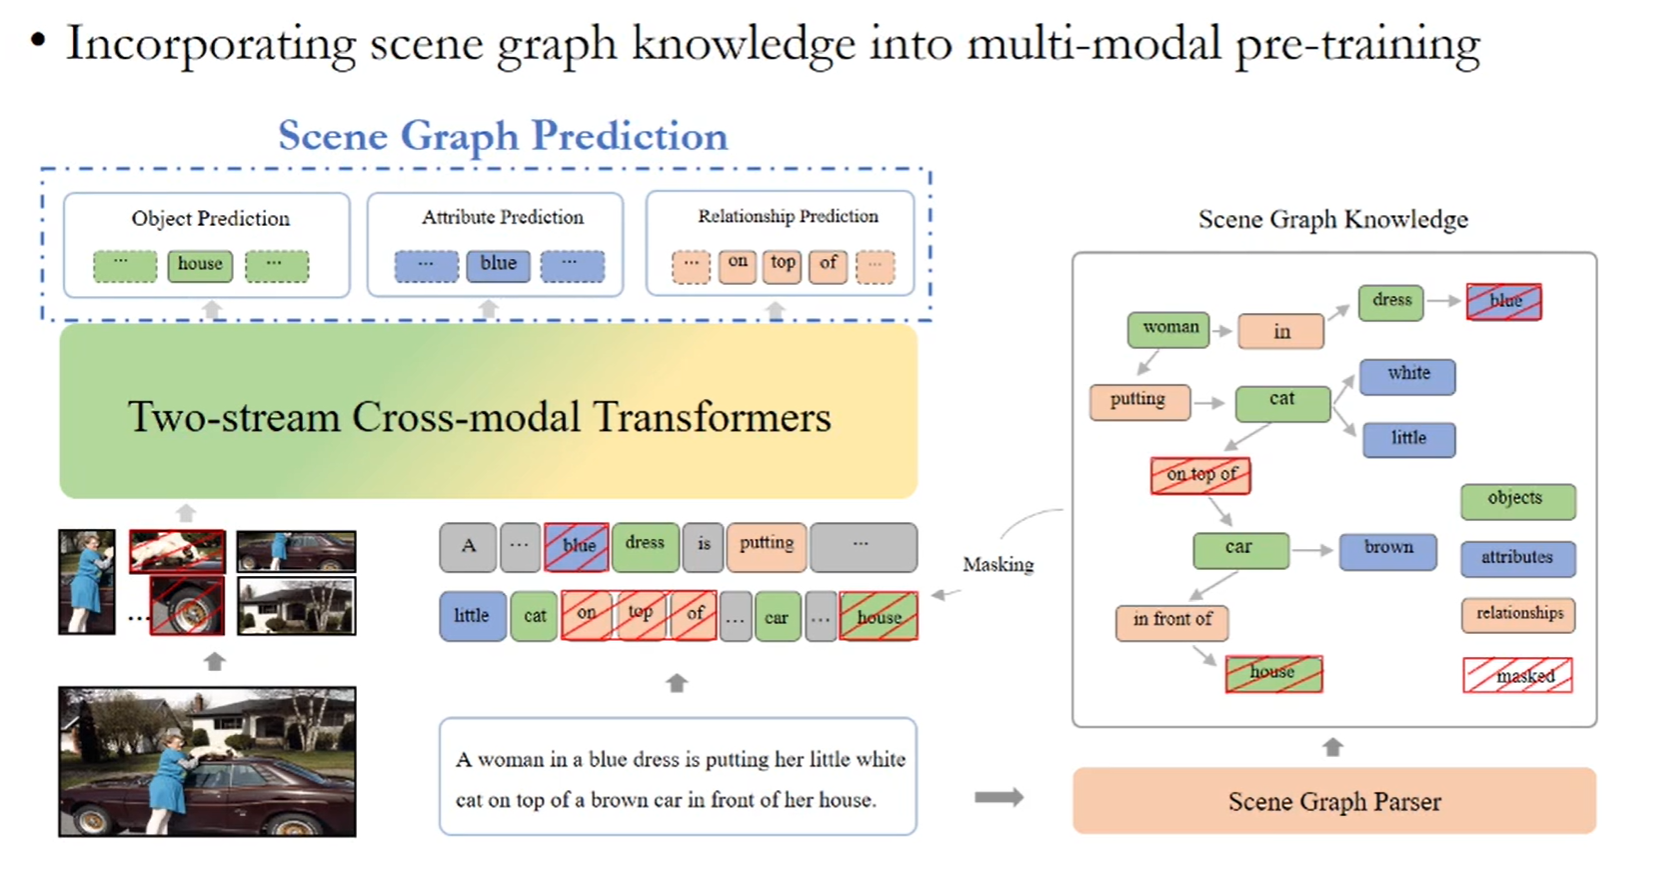 • Incorporating scene graph knowledge into multi-modal pre-training
Scene Graph Prediction
Object Prediction
... house ...
Attribute Prediction
... blue ...
Relationship Prediction
... on top of ...
Two-stream Cross-modal Transformers
...
A ... blue dress is putting ...
little cat on top of ... car ... house
A woman in a blue dress is putting her little white
cat on top of a brown car in front of her house.
Masking
Scene Graph Knowledge
dress blue
woman in
white
putting cat
little
on top of
objects
car brown
attributes
in front of
relationships
house
masked
Scene Graph Parser